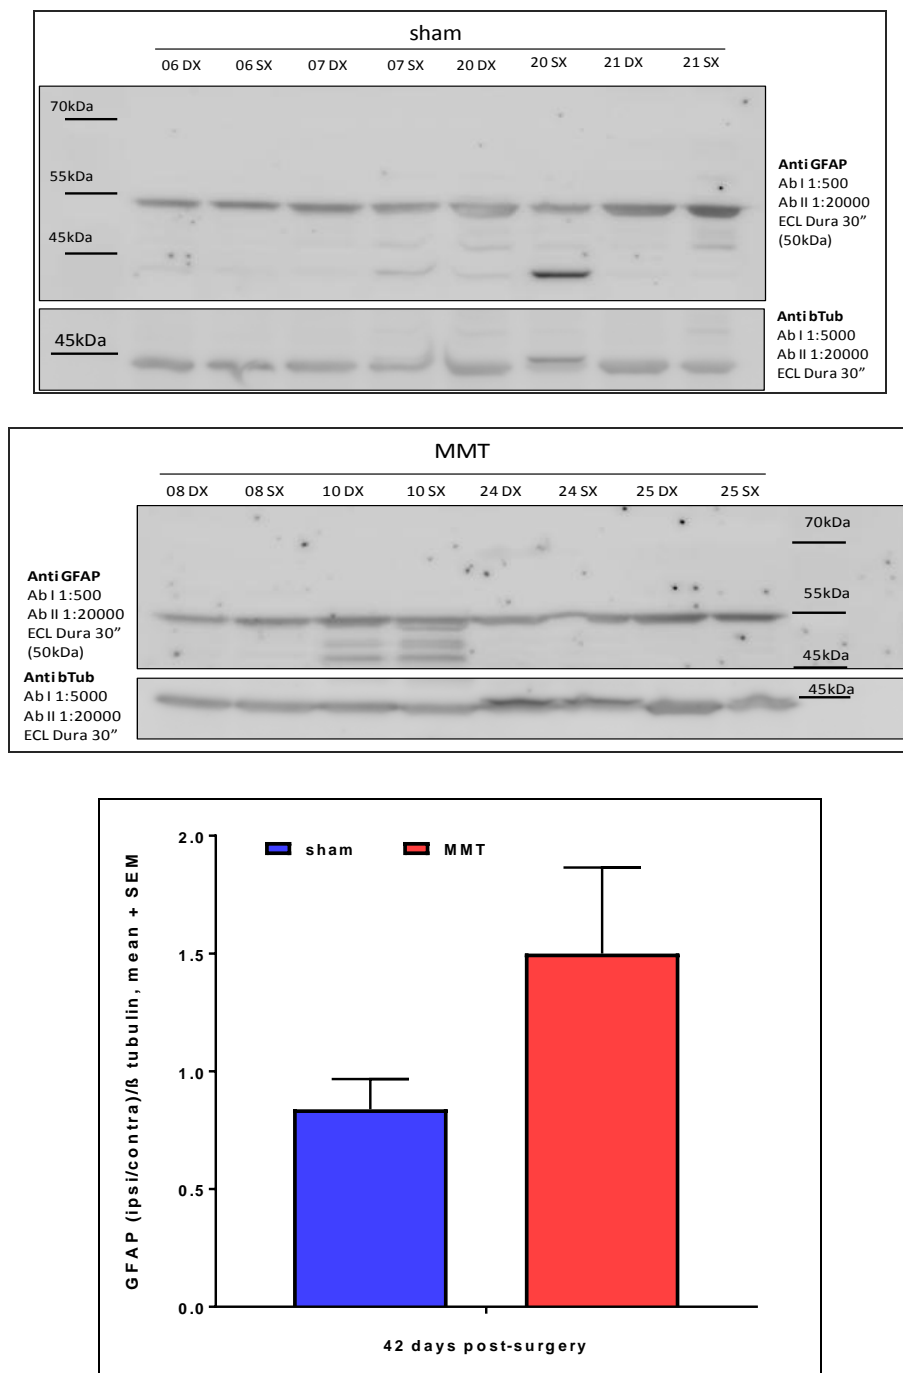 sham
06 DX 06 SX 07 DX 07 SX 20 DX 20 SX 21 DX 21 SX
70kDa
55kDa
45kDa
Anti GFAP
Ab I 1:500
Ab II 1:20000
ECL Dura 30”
(50kDa)
45kDa
Anti bTub
Ab I 1:5000
Ab II 1:20000
ECL Dura 30”
MMT
08 DX 08 SX 10 DX 10 SX 24 DX 24 SX 25 DX 25 SX
70kDa
55kDa
45kDa
Anti GFAP
Ab I 1:500
Ab II 1:20000
ECL Dura 30”
(50kDa)
Anti bTub
Ab I 1:5000
Ab II 1:20000
ECL Dura 30”
45kDa
2.0
1.5
1.0
0.5
0.0
sham MMT
GFAP (ipsi/contra)/ß tubulin, mean + SEM
42 days post-surgery